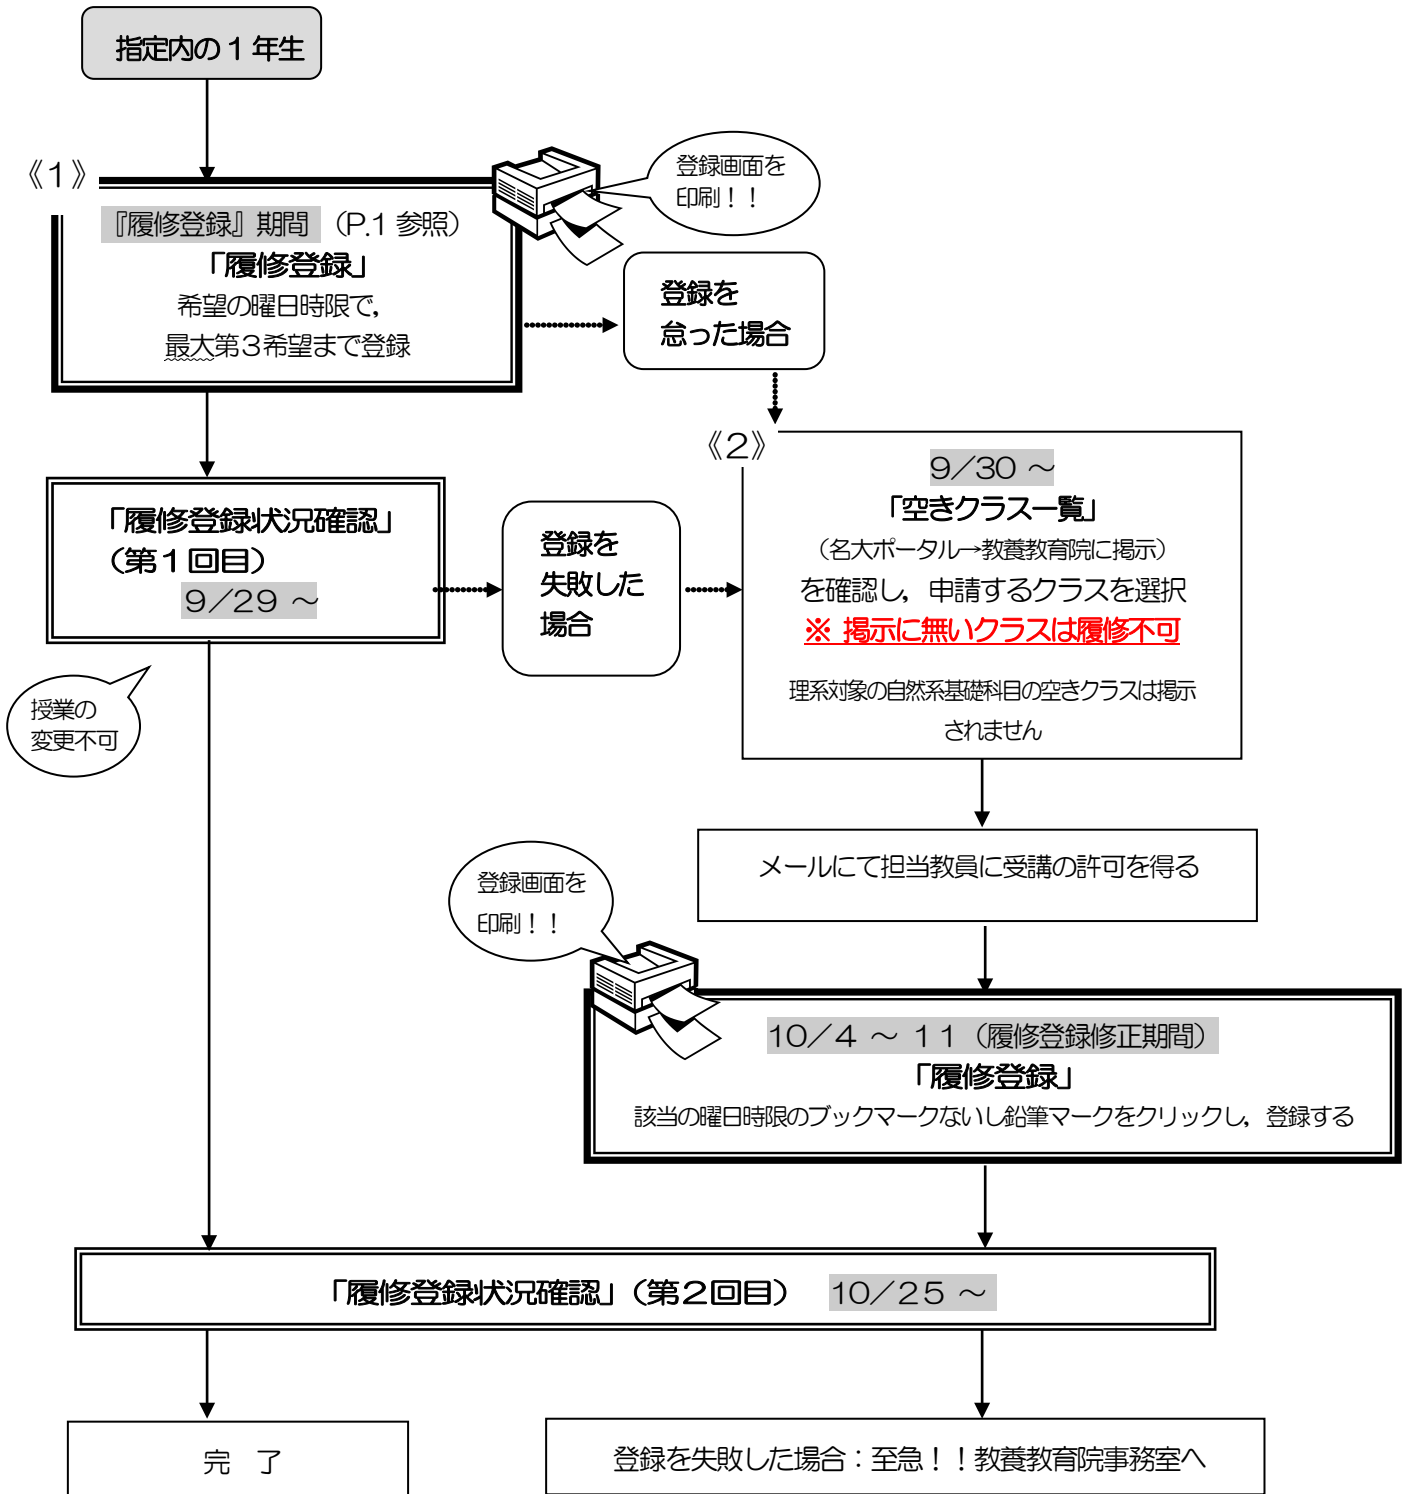 指定内の1年生
《1》
『履修登録』期間 （P.1 参照）
「履修登録」
希望の曜日時限で，
最大第３希望まで登録
登録画面を
印刷！！
登録を
怠った場合
「履修登録状況確認」
（第１回目）
9／29 ～
登録を
失敗した
場合
《2》
9／30 ～
「空きクラス一覧」
（名大ポータル→教養教育院に掲示）
を確認し，申請するクラスを選択
※ 掲示に無いクラスは履修不可
理系対象の自然系基礎科目の空きクラスは掲示
されません
授業の
変更不可
メールにて担当教員に受講の許可を得る
登録画面を
印刷！！
10／4 ～ 11（履修登録修正期間）
「履修登録」
該当の曜日時限のブックマークないし鉛筆マークをクリックし，登録する
「履修登録状況確認」（第２回目） 10／25 ～
完 了
登録を失敗した場合：至急！！教養教育院事務室へ